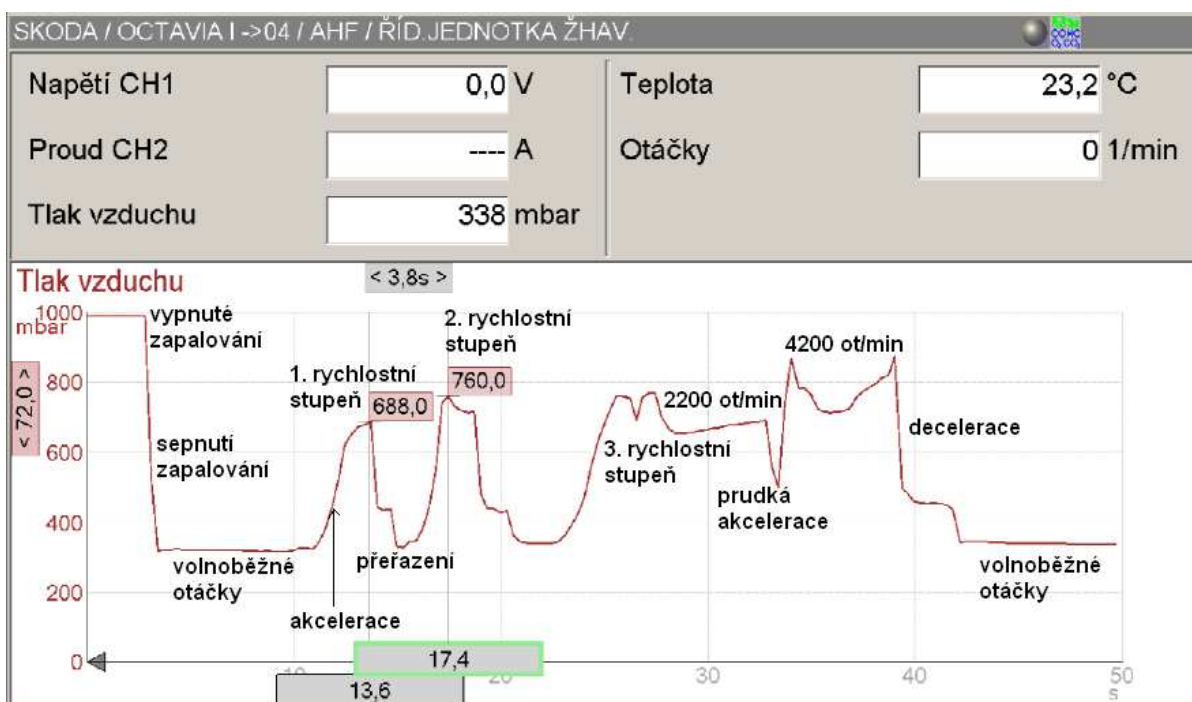 SKODA / OCTAVIA I ->04 / AHF / ŘÍD.JEDNOTKA ŽHAV.
Napětí CH1 0,0 V
Teplota 23,2 °C
Proud CH2 ---- A
Otáčky 0 1/min
Tlak vzduchu 338 mbar
Tlak vzduchu
< 3,8s >
1000
mbar
vypnuté
zapalování
2. rychlostní
stupeň
4200 ot/min
800
< 72,0 >
1. rychlostní
stupeň
688,0
760,0
2200 ot/min
600
sepnutí
zapalování
3. rychlostní
stupeň
decelerace
prudká
akcelerace
400
volnoběžné
otáčky
přeřazení
volnoběžné
otáčky
200
akcelerace
0
17,4
10
20
30
40
50
s
13,6